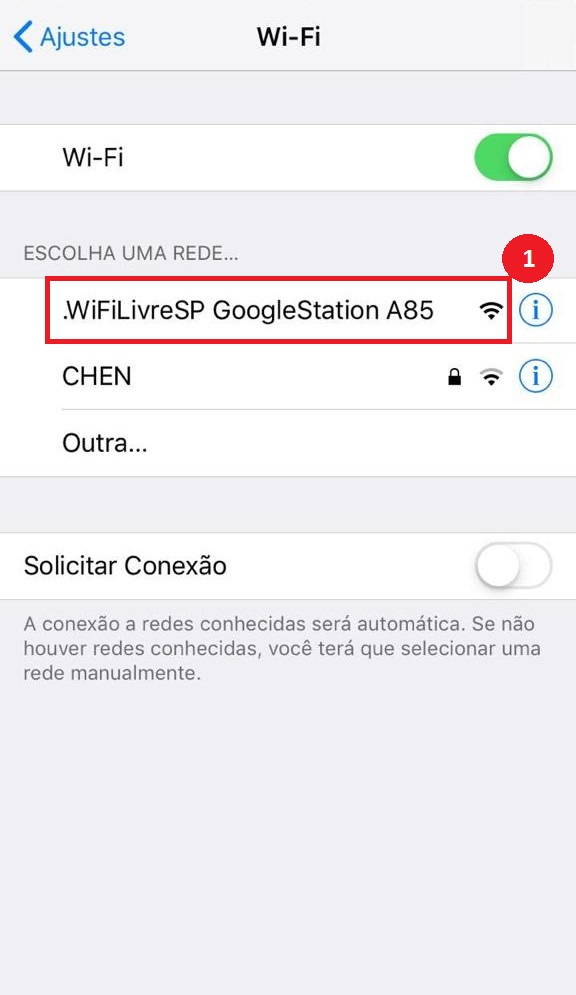 Ajustes
Wi-Fi
Wi-Fi
ESCOLHA UMA REDE...
1
.WiFiLivreSP GoogleStation A85
CHEN
Outra...
Solicitar Conexão
A conexão a redes conhecidas será automática. Se não
houver redes conhecidas, você terá que selecionar uma
rede manualmente.